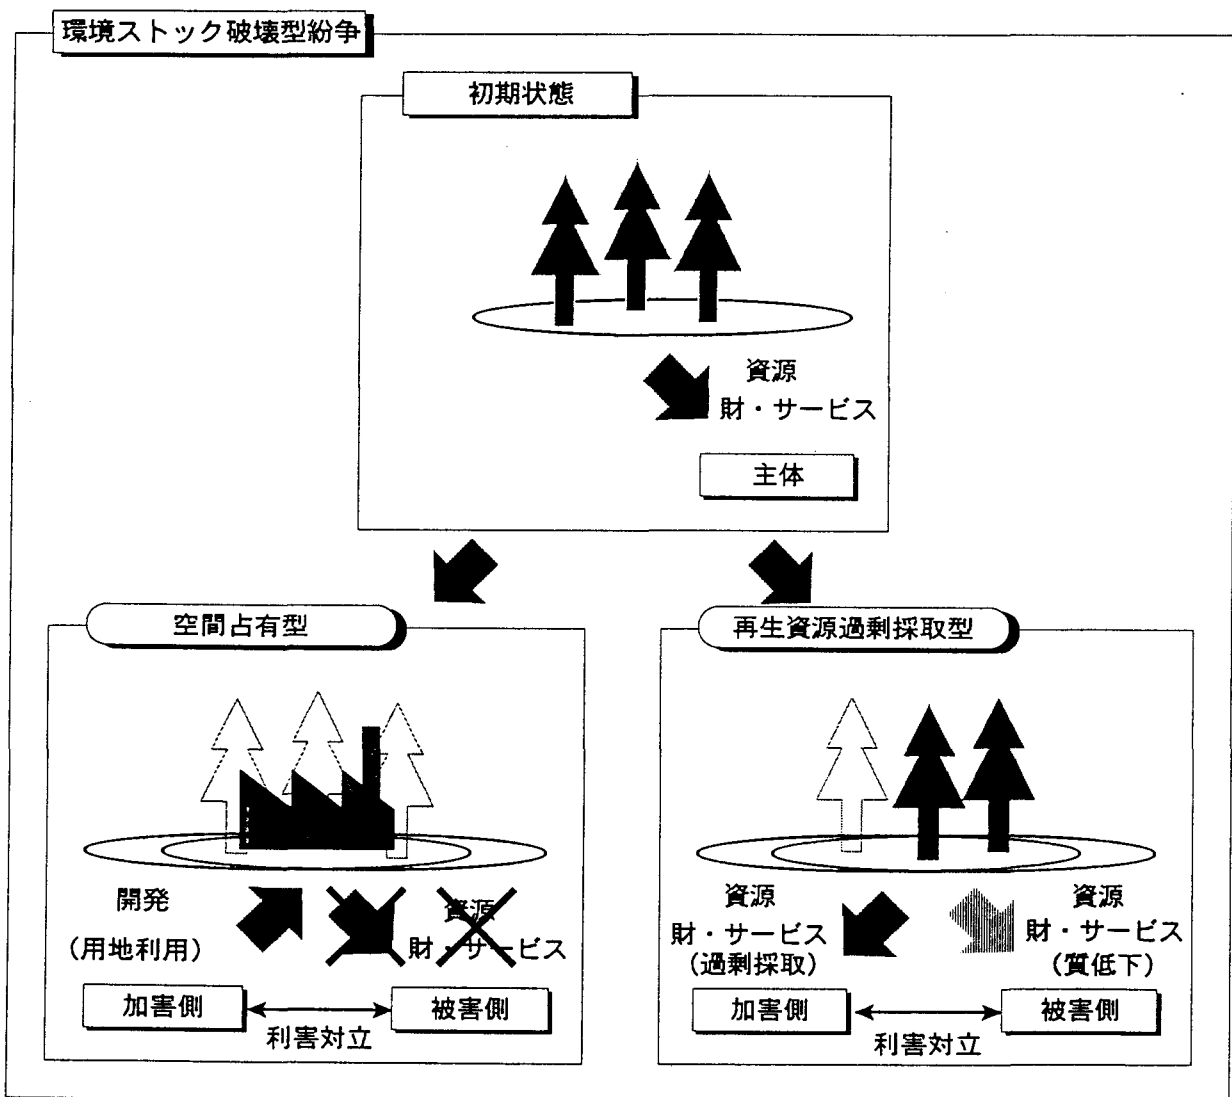 環境ストック破壊型紛争
初期状態
資源
財・サービス
主体
空間占有型
開発
(用地利用)
資源
財・サービス
加害側
被害側
利害対立
再生資源過剰採取型
資源
財・サービス
(過剰採取)
資源
財・サービス
(質低下)
加害側
被害側
利害対立